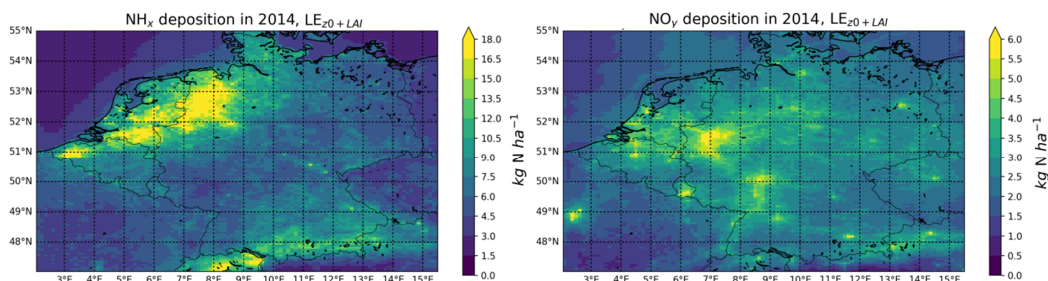 NHx deposition in 2014, LEz0+LAI
55°N
54°N
53°N
52°N
51°N
50°N
49°N
48°N
3°E 4°E 5°E 6°E 7°E 8°E 9°E 10°E 11°E 12°E 13°E 14°E 15°E
18.0
16.5
15.0
13.5
12.0
10.5
9.0
7.5
6.0
4.5
3.0
1.5
0.0
kg N ha⁻¹
NOy deposition in 2014, LEz0+LAI
55°N
54°N
53°N
52°N
51°N
50°N
49°N
48°N
3°E 4°E 5°E 6°E 7°E 8°E 9°E 10°E 11°E 12°E 13°E 14°E 15°E
6.0
5.5
5.0
4.5
4.0
3.5
3.0
2.5
2.0
1.5
1.0
0.5
0.0
kg N ha⁻¹